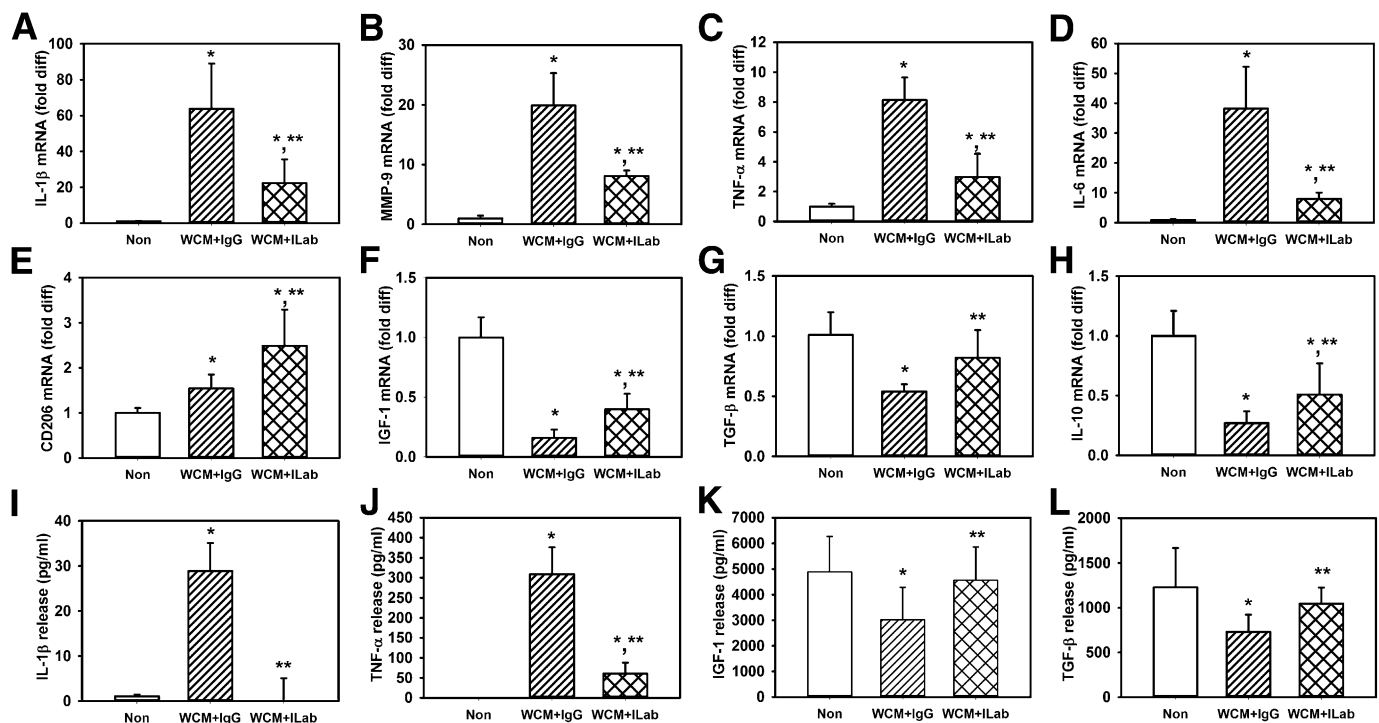 A
IL-1β mRNA (fold diff)
100
80
60
40
20
0
*
*,**
Non WCM+IgG WCM+ILab
B
MMP-9 mRNA (fold diff)
30
20
10
0
*
*,**
Non WCM+IgG WCM+ILab
C
TNF-α mRNA (fold diff)
12
10
8
6
4
2
0
*
*,**
Non WCM+IgG WCM+ILab
D
IL-6 mRNA (fold diff)
60
50
40
30
20
10
0
*
*,**
Non WCM+IgG WCM+ILab
E
CD206 mRNA (fold diff)
4
3
2
1
0
*
*,**
Non WCM+IgG WCM+ILab
F
IGF-1 mRNA (fold diff)
1.5
1.0
0.5
0.0
*
*,**
Non WCM+IgG WCM+ILab
G
TGF-β mRNA (fold diff)
1.5
1.0
0.5
0.0
*
**
Non WCM+IgG WCM+ILab
H
IL-10 mRNA (fold diff)
1.5
1.0
0.5
0.0
*
*,**
Non WCM+IgG WCM+ILab
I
IL-1β release (pg/ml)
40
30
20
10
0
*
**
Non WCM+IgG WCM+ILab
J
TNF-α release (pg/ml)
450
400
350
300
250
200
150
100
50
0
*
*,**
Non WCM+IgG WCM+ILab
K
IGF-1 release (pg/ml)
7000
6000
5000
4000
3000
2000
1000
0
*
**
Non WCM+IgG WCM+ILab
L
TGF-β release (pg/ml)
2000
1500
1000
500
0
*
**
Non WCM+IgG WCM+ILab